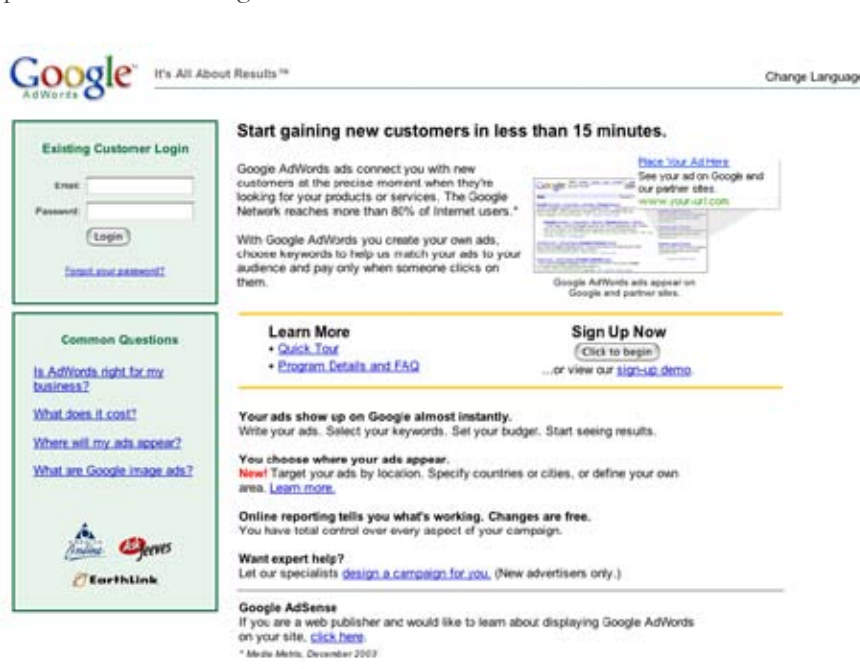 Google
AdWords
It's All About Results™
Change Language
Existing Customer Login
Email:
Password:
Login
Forgot your password?
Common Questions
Is AdWords right for my
business?
What does it cost?
Where will my ads appear?
What are Google image ads?
America Online
Ask Jeeves
EarthLink
Start gaining new customers in less than 15 minutes.
Google AdWords ads connect you with new
customers at the precise moment when they're
looking for your products or services. The Google
Network reaches more than 80% of Internet users.*
With Google AdWords you create your own ads,
choose keywords to help us match your ads to your
audience and pay only when someone clicks on
them.
Place Your Ad Here
See your ad on Google and
our partner sites.
www.your-url.com
Google
Google AdWords ads appear on
Google and partner sites.
Learn More
• Quick Tour
• Program Details and FAQ
Sign Up Now
Click to begin
...or view our sign-up demo.
Your ads show up on Google almost instantly.
Write your ads. Select your keywords. Set your budget. Start seeing results.
You choose where your ads appear.
New! Target your ads by location. Specify countries or cities, or define your own
area. Learn more.
Online reporting tells you what's working. Changes are free.
You have total control over every aspect of your campaign.
Want expert help?
Let our specialists design a campaign for you. (New advertisers only.)
Google AdSense
If you are a web publisher and would like to learn about displaying Google AdWords
on your site, click here.
* Media Metrix, December 2003